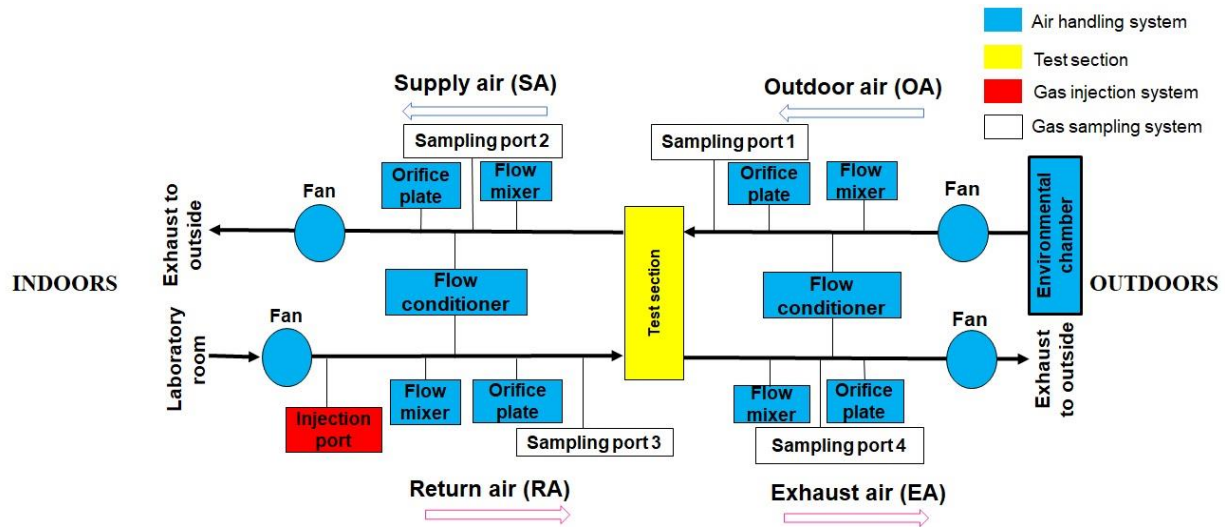 Air handling system
Test section
Gas injection system
Gas sampling system
Supply air (SA)
Outdoor air (OA)
Sampling port 2
Sampling port 1
Orifice
plate
Flow
mixer
Orifice
plate
Flow
mixer
Fan
Fan
Exhaust to
outside
Environmental
chamber
INDOORS
OUTDOORS
Flow
conditioner
Test section
Flow
conditioner
Laboratory
room
Fan
Fan
Exhaust
to outside
Injection
port
Flow
mixer
Orifice
plate
Sampling port 3
Flow
mixer
Orifice
plate
Sampling port 4
Return air (RA)
Exhaust air (EA)